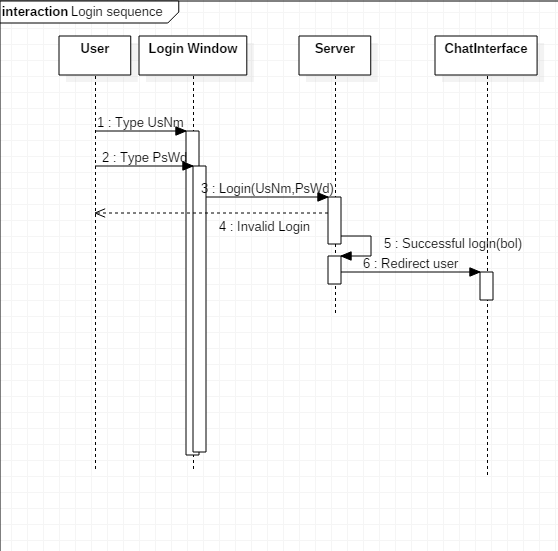 interaction Login sequence
User
Login Window
Server
ChatInterface
1 : Type UsNm
2 : Type PsWd
3 : Login(UsNm,PsWd)
4 : Invalid Login
5 : Successful login(bol)
6 : Redirect user